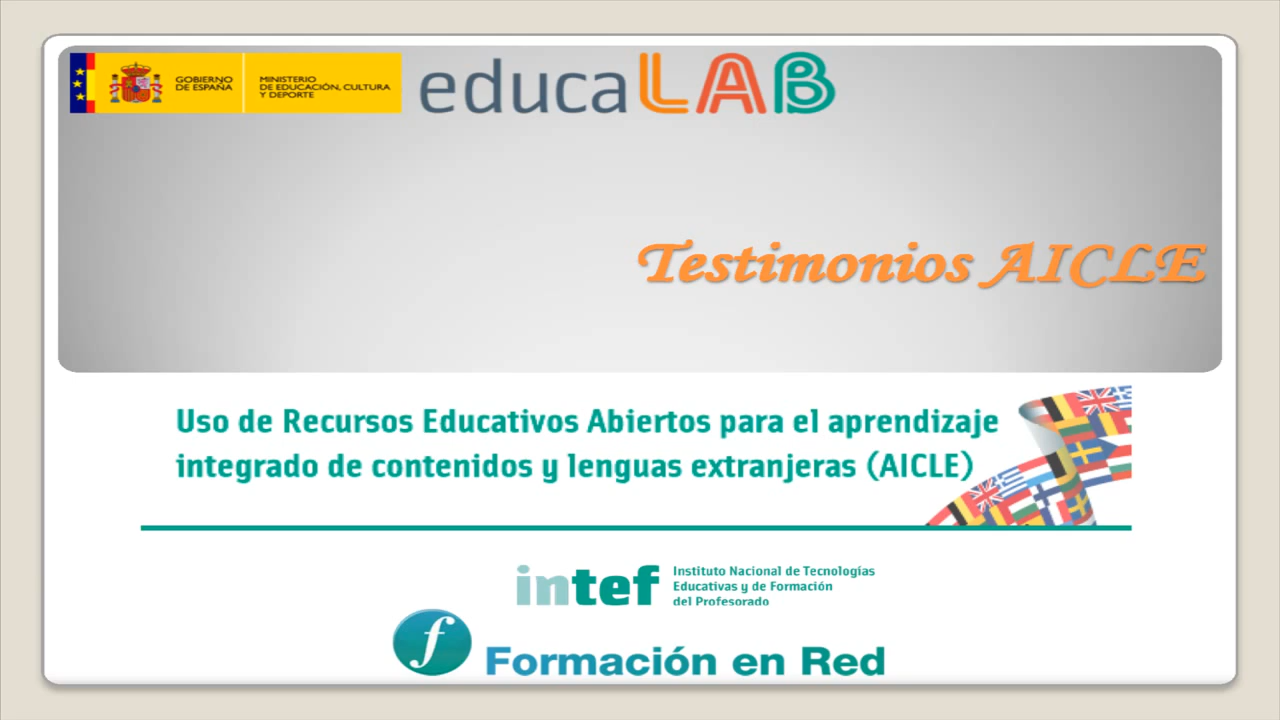 GOBIERNO
DE ESPAÑA
MINISTERIO
DE EDUCACIÓN, CULTURA
Y DEPORTE
educaLAB
Testimonios AICLE
Uso de Recursos Educativos Abiertos para el aprendizaje
integrado de contenidos y lenguas extranjeras (AICLE)
intef
Instituto Nacional de Tecnologías
Educativas y de Formación
del Profesorado
f
Formación en Red